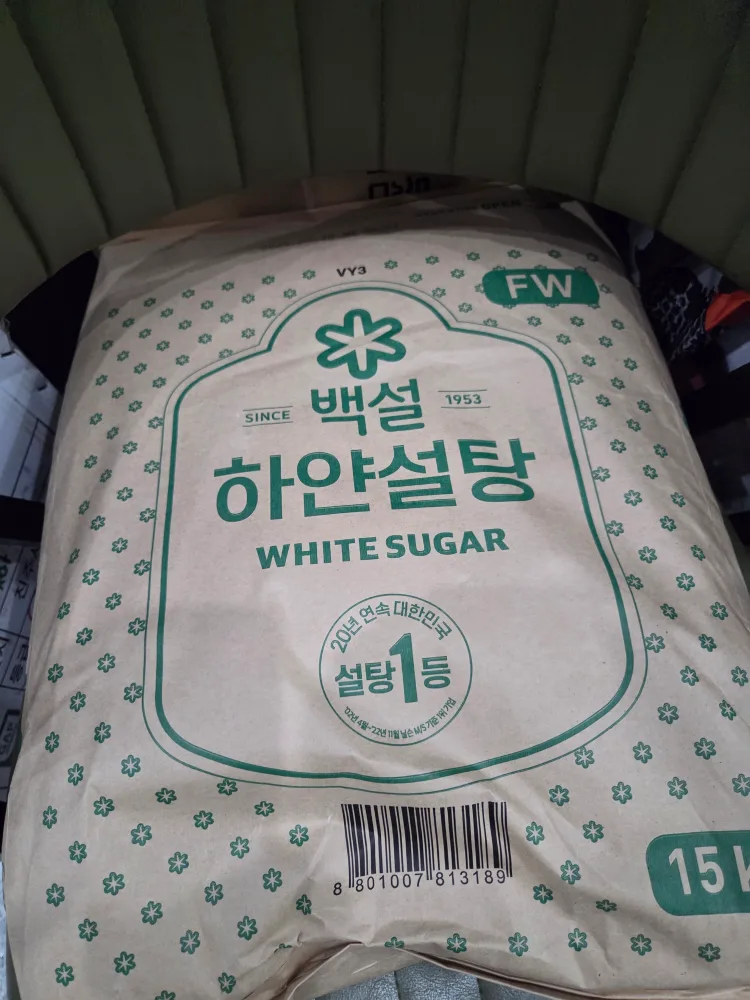 VY3
FW
SINCE 백설 1953
하얀설탕
WHITE SUGAR
20년 연속 대한민국
설탕1등
8 801007 813189
15